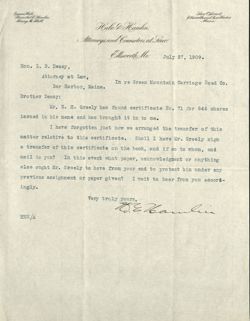 Hale & Hamlin,
Attorneys and Counselors at Law
Ellsworth, Me.
July 27, 1909.
Hon. L. B. Deasy,
Attorney at Law,
Bar Harbor, Maine.
In re Green Mountain Carriage Road Co.
Brother Deasy:
Mr. E. H. Greely has found certificate No. 71 for 546 shares
issued in his name and has brought it in to me.
I have forgotten just how we arranged the transfer of this
matter relative to this certificate. Shall I have Mr. Greely sign
a transfer of this certificate on the book, and if so to whom, and
mail to you? In this event what paper, acknowledgment or anything
else ought Mr. Greely to have from your end to protect him under any
previous assignment or paper given? I wait to hear from you accord-
ingly.
Very truly yours,
H E Hamlin